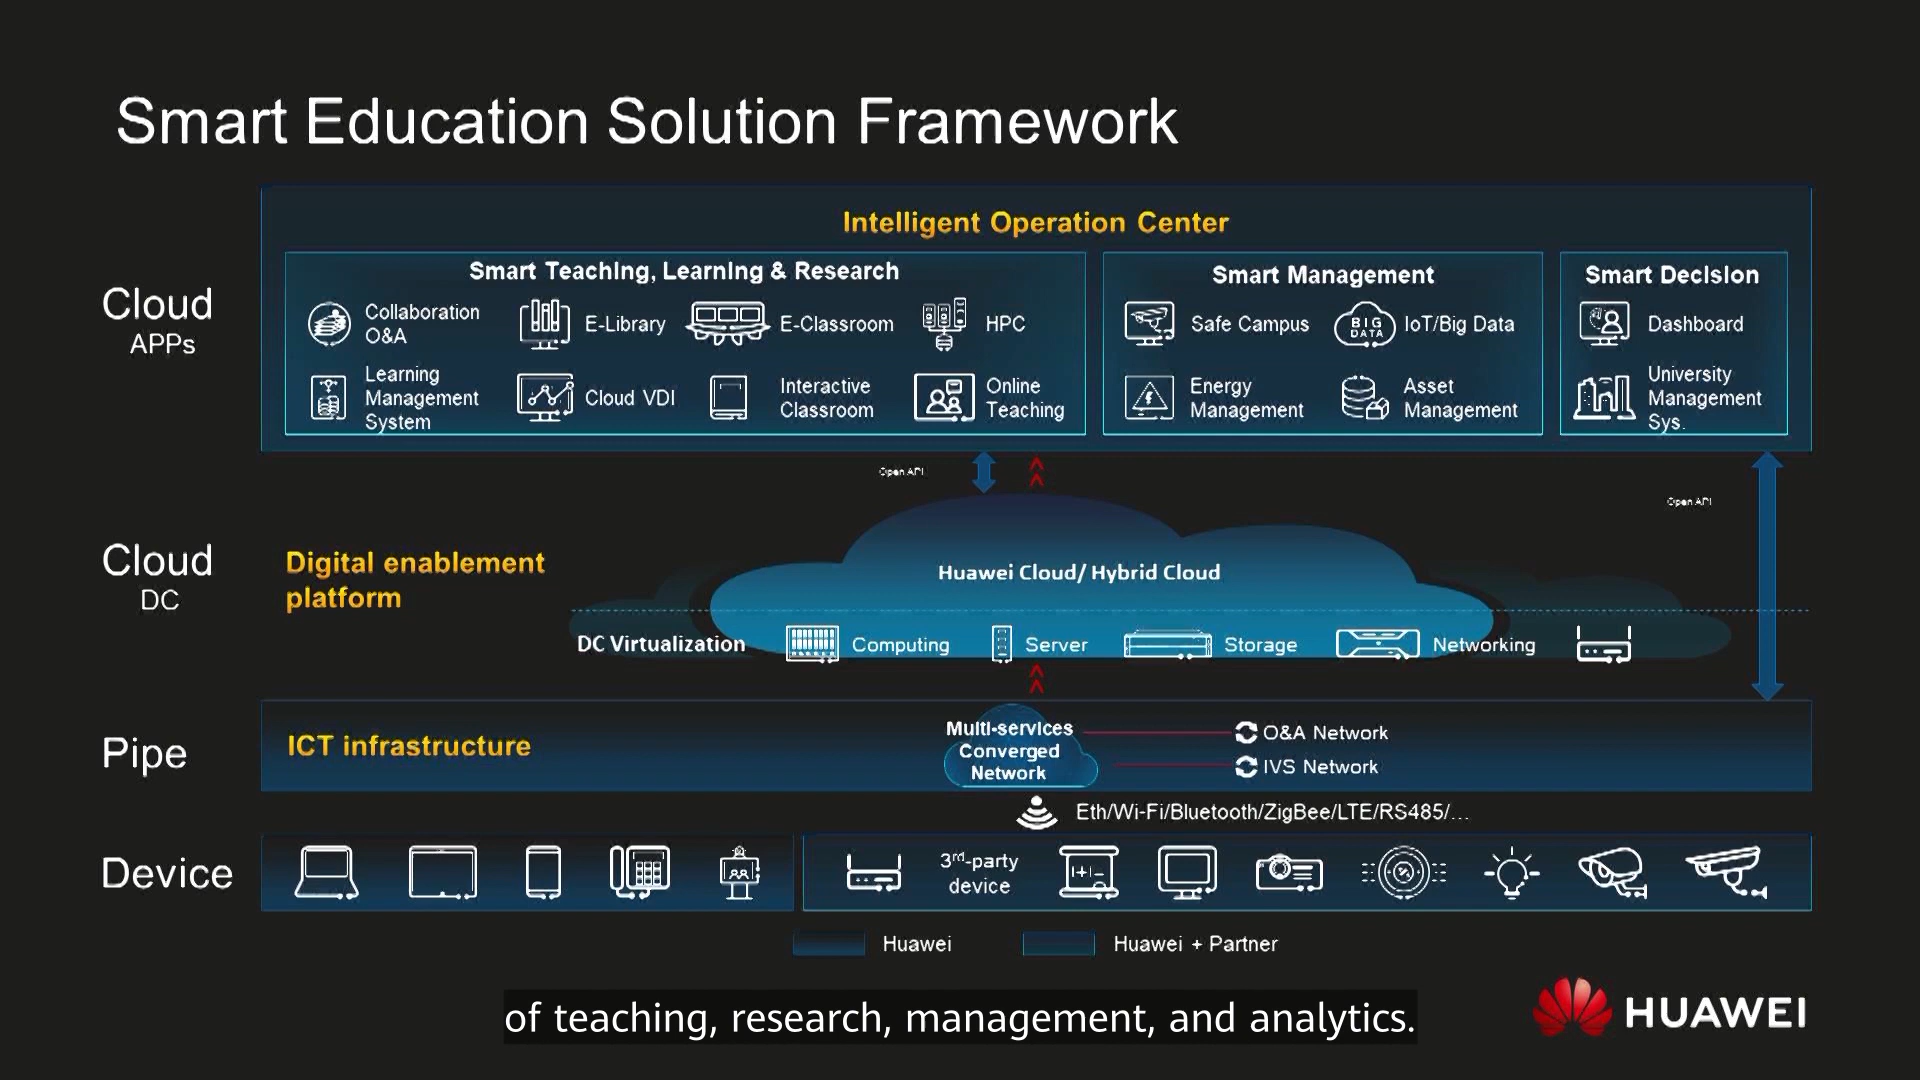 Smart Education Solution Framework
Intelligent Operation Center
Cloud
APPs
Smart Teaching, Learning & Research
Collaboration
O&A
E-Library
E-Classroom
HPC
Learning
Management
System
Cloud VDI
Interactive
Classroom
Online
Teaching
Smart Management
Safe Campus
BIG
DATA
IoT/Big Data
Energy
Management
Asset
Management
Smart Decision
Dashboard
University
Management
Sys.
Open API
Open API
Cloud
DC
Digital enablement
platform
Huawei Cloud/ Hybrid Cloud
DC Virtualization
Computing
Server
Storage
Networking
Pipe
ICT infrastructure
Multi-services
Converged
Network
O&A Network
IVS Network
Eth/Wi-Fi/Bluetooth/ZigBee/LTE/RS485/...
Device
3rd-party
device
Huawei
Huawei + Partner
of teaching, research, management, and analytics.
HUAWEI